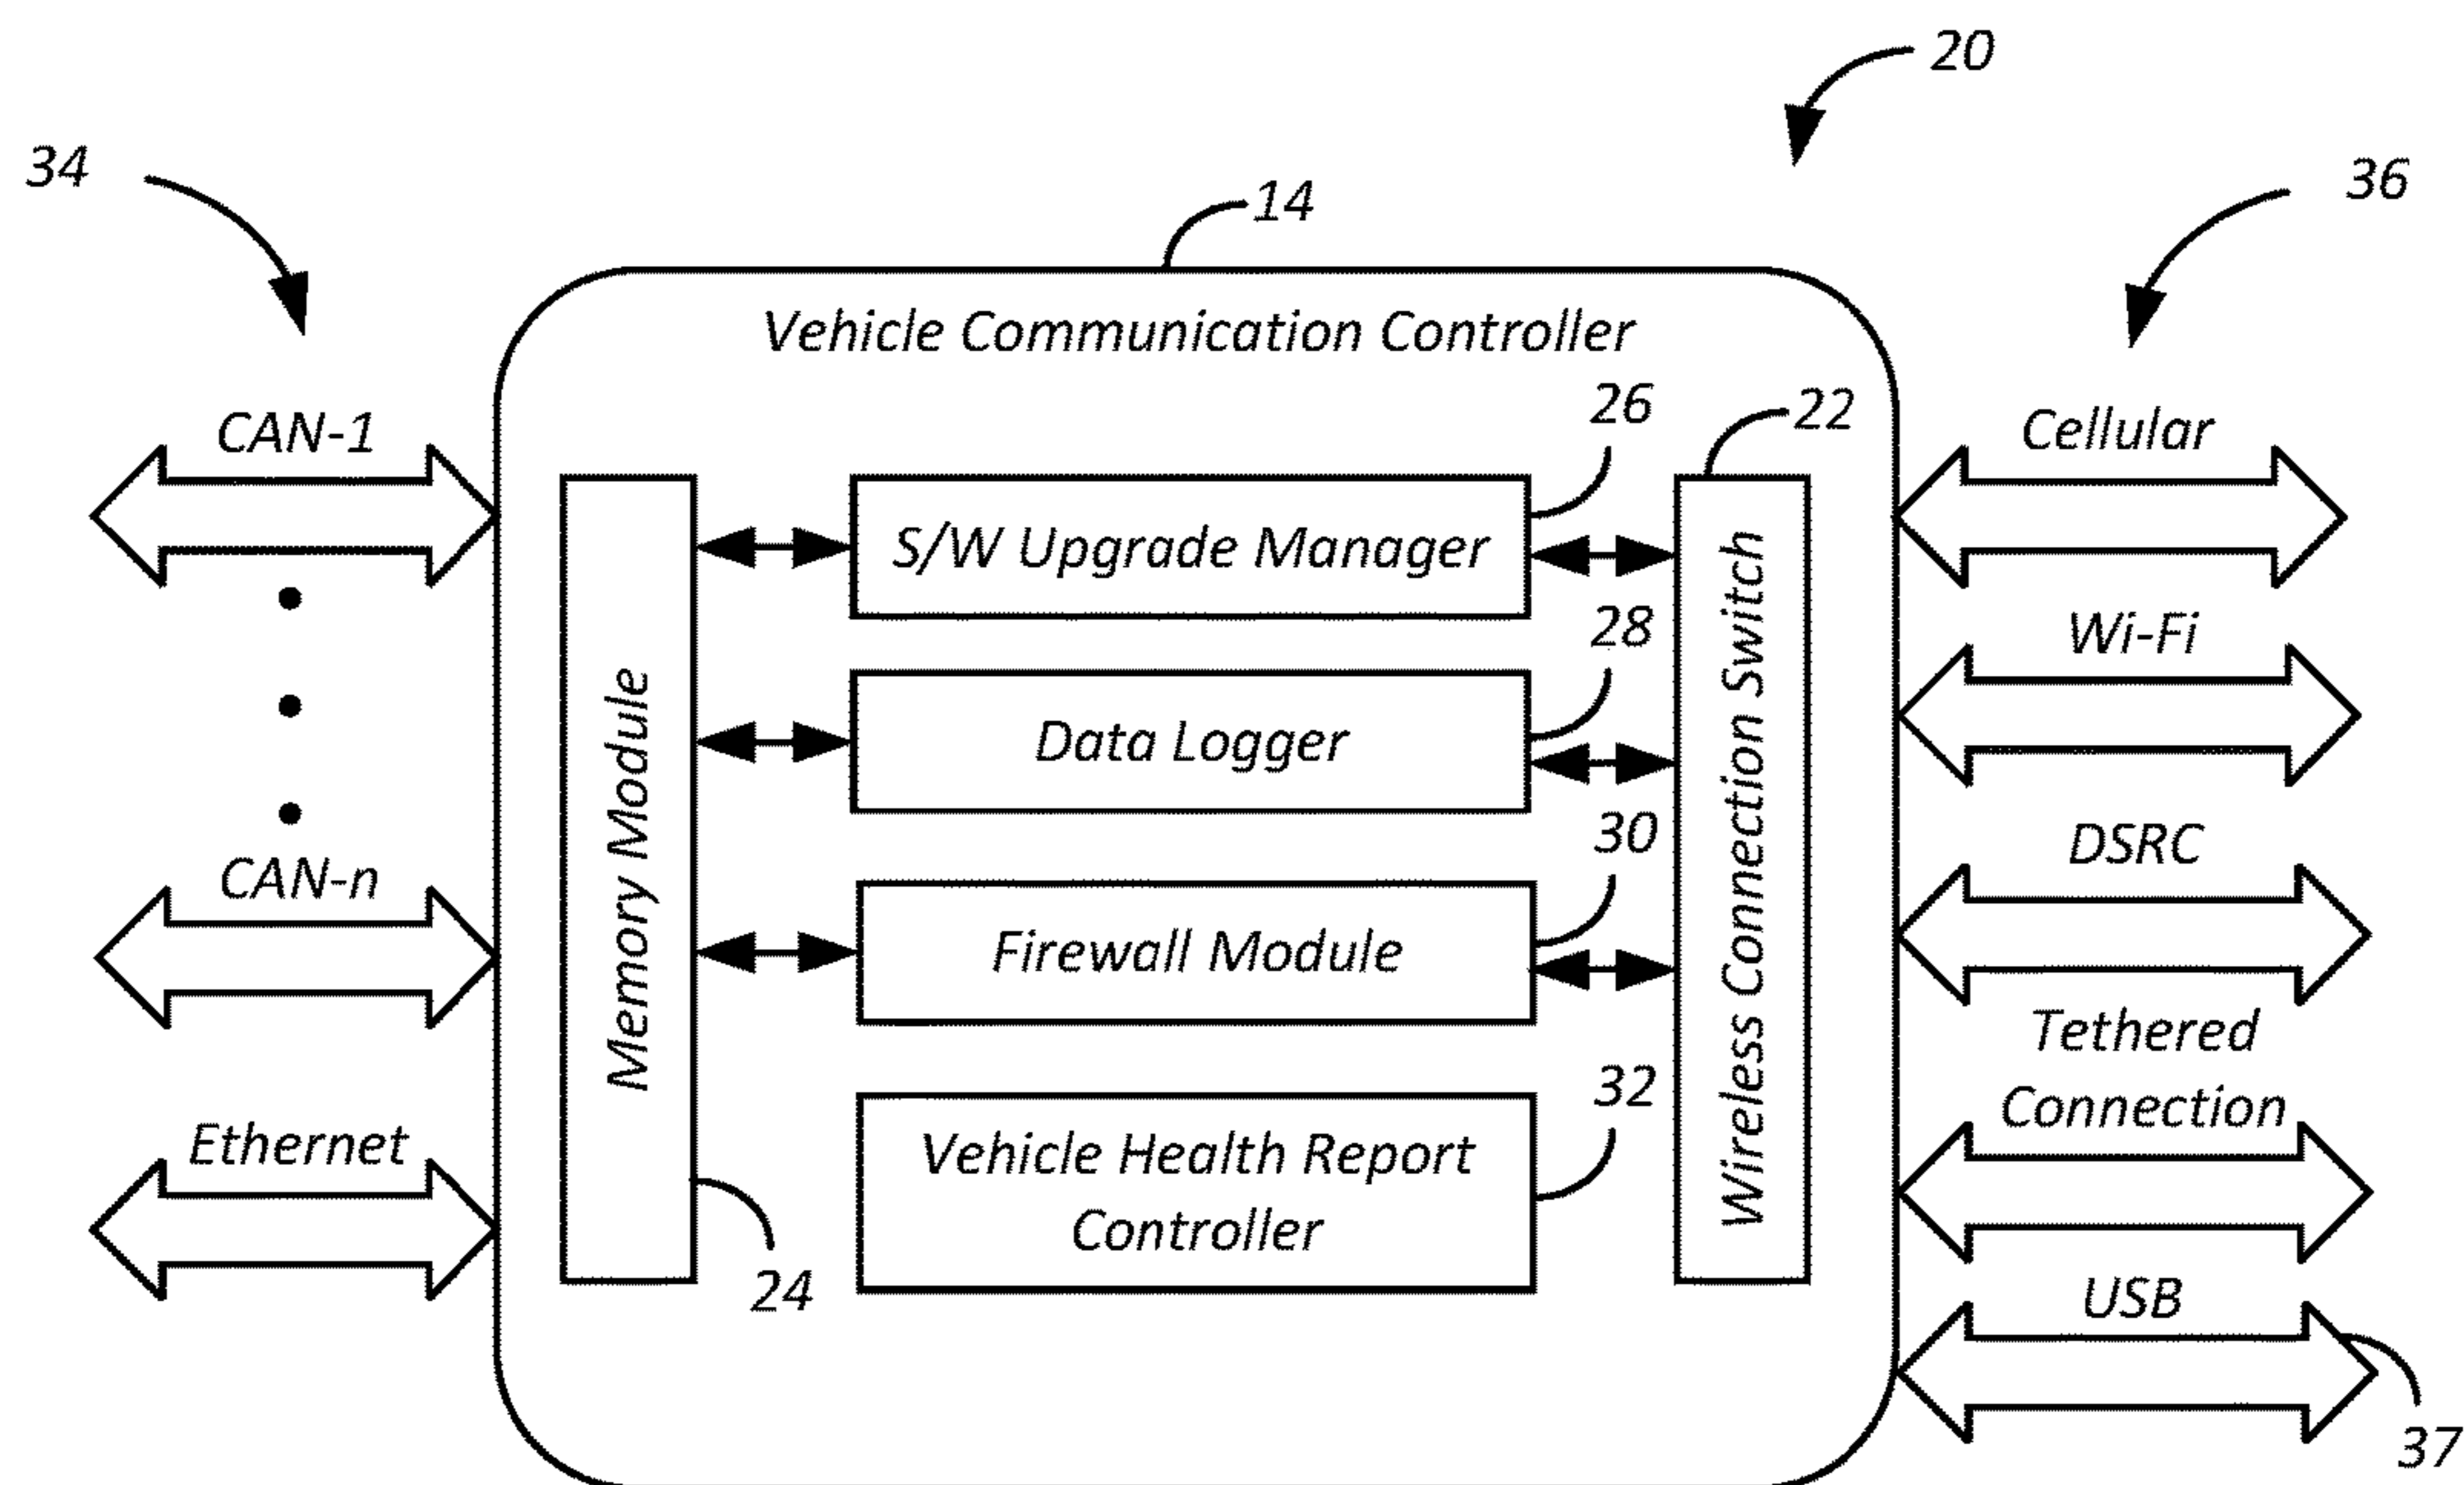 20
34
36
14
Vehicle Communication Controller
26
22
CAN-1
Cellular
S/W Upgrade Manager
Wi-Fi
28
Memory Module
Data Logger
Wireless Connection Switch
30
DSRC
CAN-n
Firewall Module
Tethered
Connection
32
Ethernet
Vehicle Health Report
Controller
24
USB
37